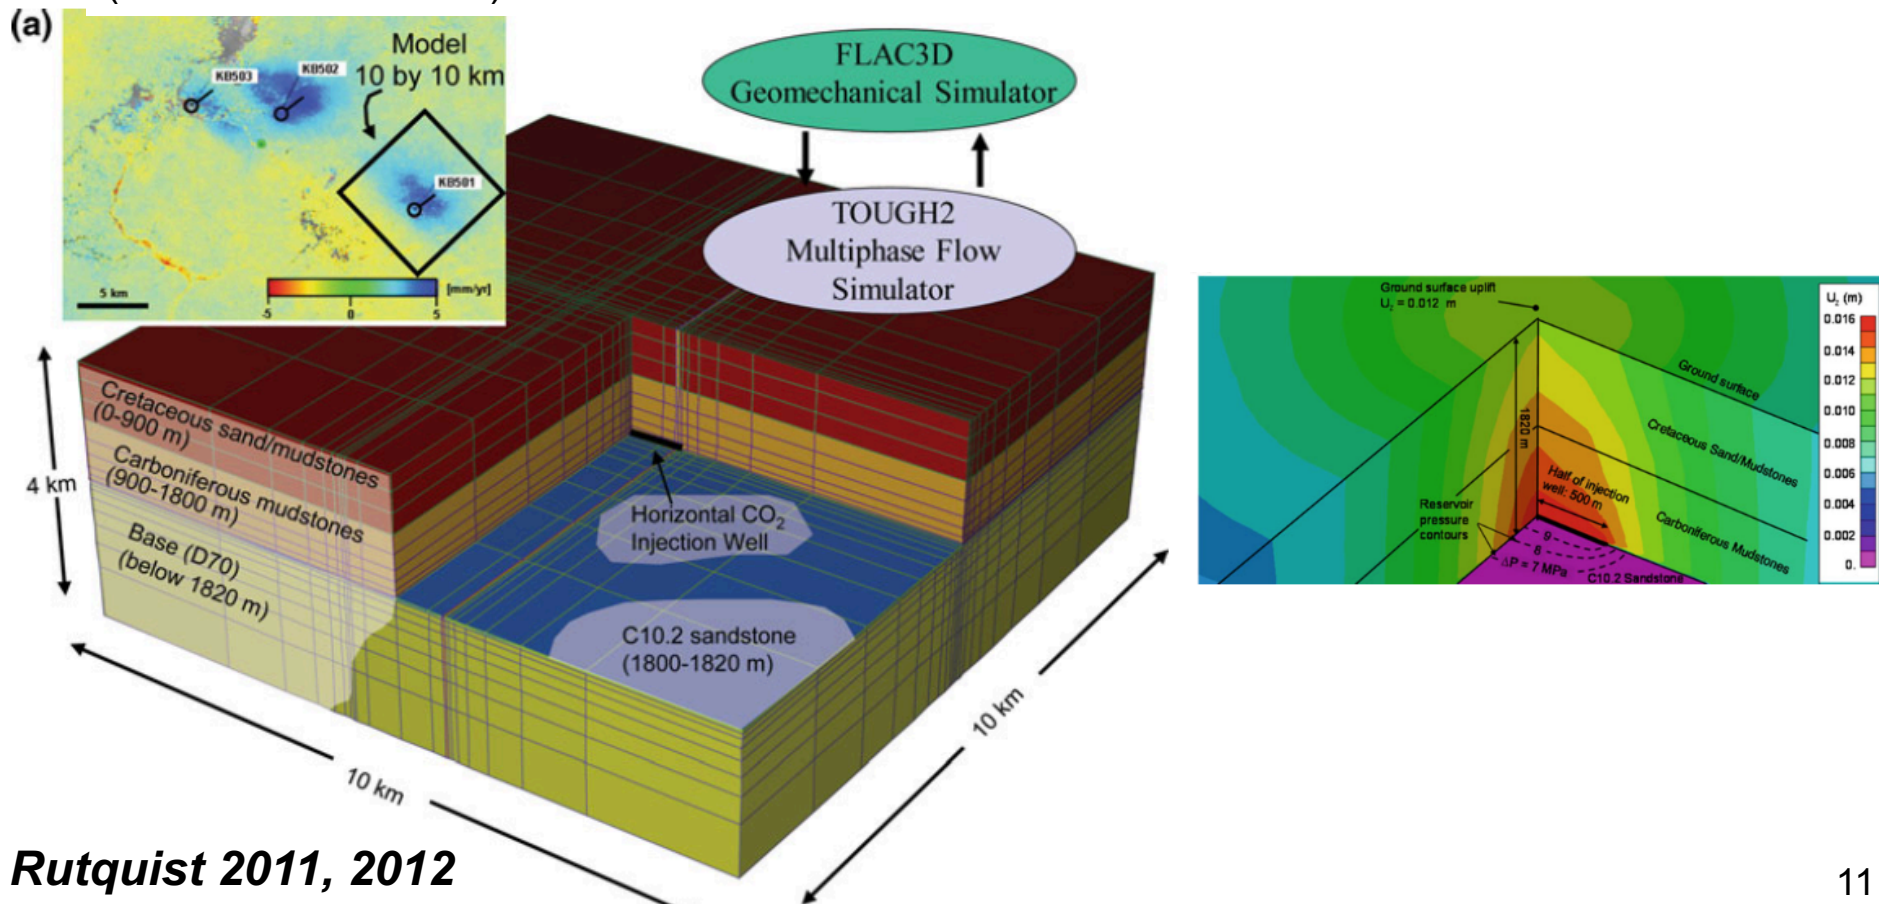 (a)
Model
10 by 10 km
KB503
KB502
KB501
5 km
[mm/yr]
-5
0
5
FLAC3D
Geomechanical Simulator
TOUGH2
Multiphase Flow
Simulator
Cretaceous sand/mudstones
(0-900 m)
Carboniferous mudstones
(900-1800 m)
Base (D70)
(below 1820 m)
4 km
Horizontal CO₂
Injection Well
C10.2 sandstone
(1800-1820 m)
10 km
10 km
Ground surface uplift
U_z = 0.012 m
Ground surface
1820 m
Cretaceous Sand/Mudstones
Half of injection
well: 500 m
Reservoir
pressure
contours
Carboniferous Mudstones
9
8
ΔP = 7 MPa
C10.2 Sandstone
U_z (m)
0.016
0.014
0.012
0.010
0.008
0.006
0.004
0.002
0.
Rutquist 2011, 2012
11